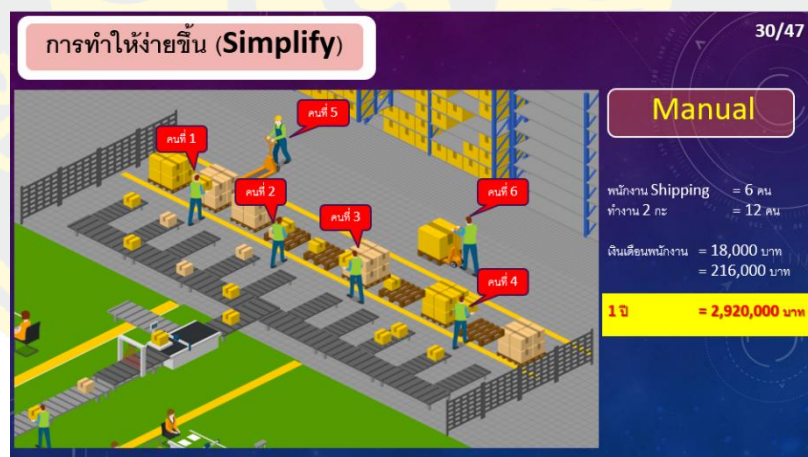 การทำให้ง่ายขึ้น (Simplify)
30/47
Manual
คนที่ 1
คนที่ 5
คนที่ 2
คนที่ 3
คนที่ 6
คนที่ 4
พนักงาน Shipping = 6 คน
ทำงาน 2 กะ = 12 คน
เงินเดือนพนักงาน = 18,000 บาท
= 216,000 บาท
1 ปี = 2,920,000 บาท